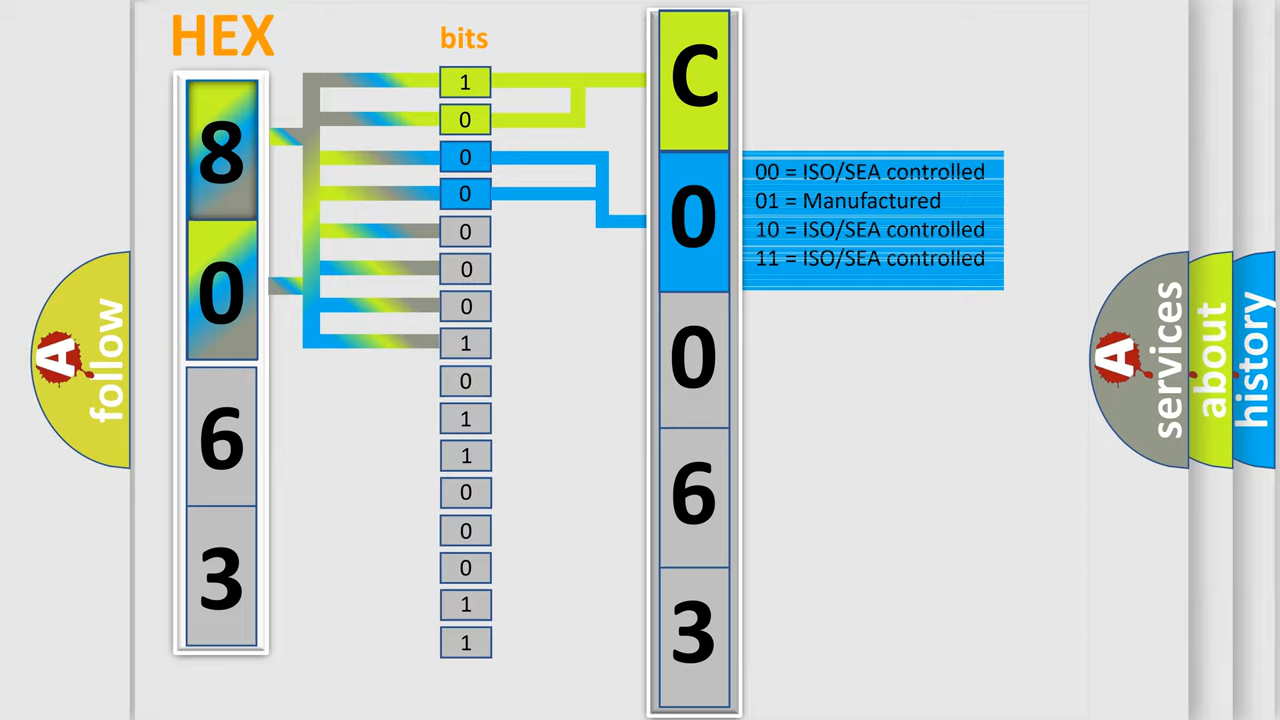 HEX
bits
8
0
6
3
1
0
0
0
0
0
0
1
0
1
1
0
0
0
1
1
C
0
0
6
3
00 = ISO/SEA controlled
01 = Manufactured
10 = ISO/SEA controlled
11 = ISO/SEA controlled
A
follow
A
services
about
history